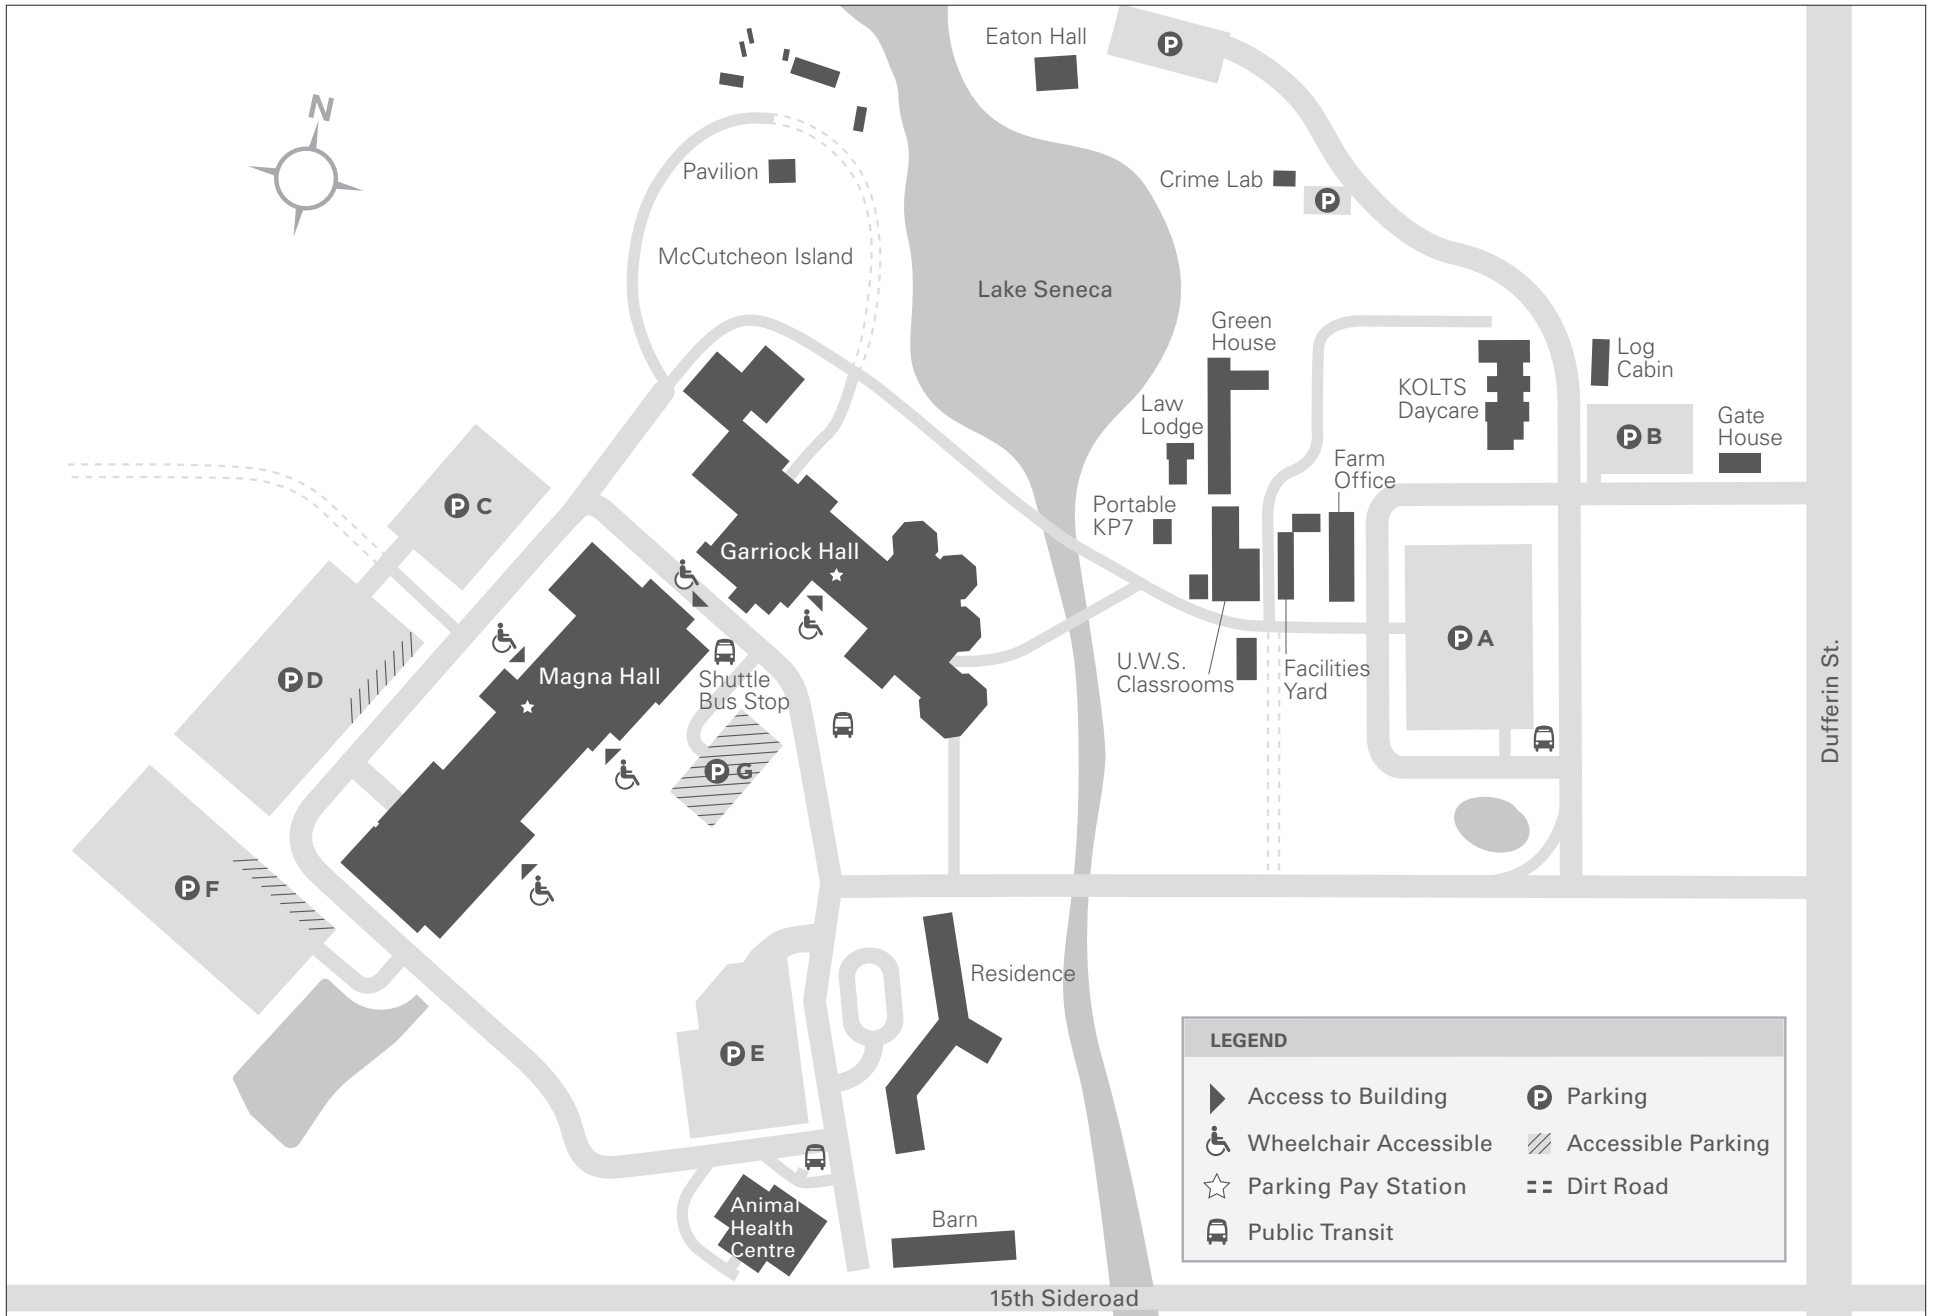 Eaton Hall
P
N
Pavilion
Crime Lab
P
McCutcheon Island
Lake Seneca
Green
House
Log
Cabin
KOLTS
Daycare
Law
Lodge
P B
Gate
House
Farm
Office
P C
Portable
KP7
Garriock Hall
P A
P D
Magna Hall
Shuttle
Bus Stop
U.W.S.
Classrooms
Facilities
Yard
Dufferin St.
P G
P F
Residence
P E
Animal
Health
Centre
Barn
15th Sideroad
LEGEND
Access to Building
P Parking
Wheelchair Accessible
Accessible Parking
Parking Pay Station
Dirt Road
Public Transit